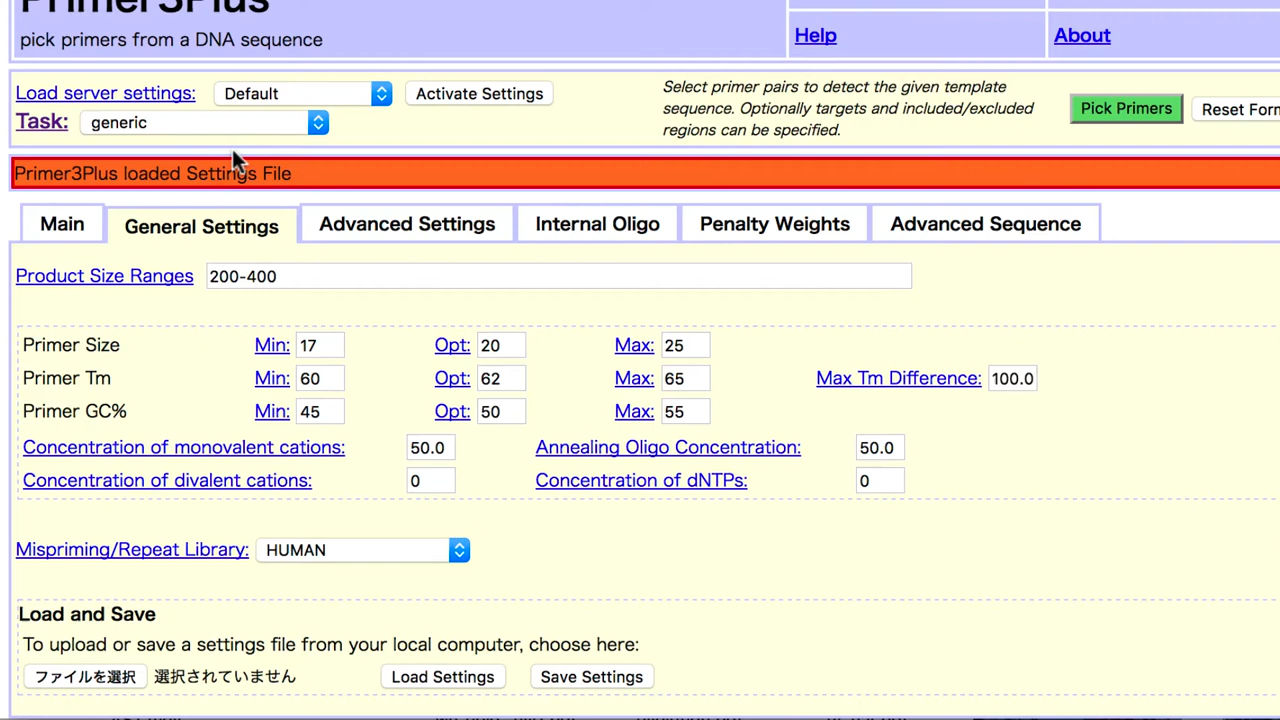 Primer3Plus
pick primers from a DNA sequence
Help
About
Load server settings: Default Activate Settings
Task: generic
Select primer pairs to detect the given template
sequence. Optionally targets and included/excluded
regions can be specified.
Pick Primers Reset Form
Primer3Plus loaded Settings File
Main General Settings Advanced Settings Internal Oligo Penalty Weights Advanced Sequence
Product Size Ranges 200-400
Primer Size Min: 17 Opt: 20 Max: 25
Primer Tm Min: 60 Opt: 62 Max: 65 Max Tm Difference: 100.0
Primer GC% Min: 45 Opt: 50 Max: 55
Concentration of monovalent cations: 50.0 Annealing Oligo Concentration: 50.0
Concentration of divalent cations: 0 Concentration of dNTPs: 0
Mispriming/Repeat Library: HUMAN
Load and Save
To upload or save a settings file from your local computer, choose here:
ファイルを選択 選択されていません Load Settings Save Settings